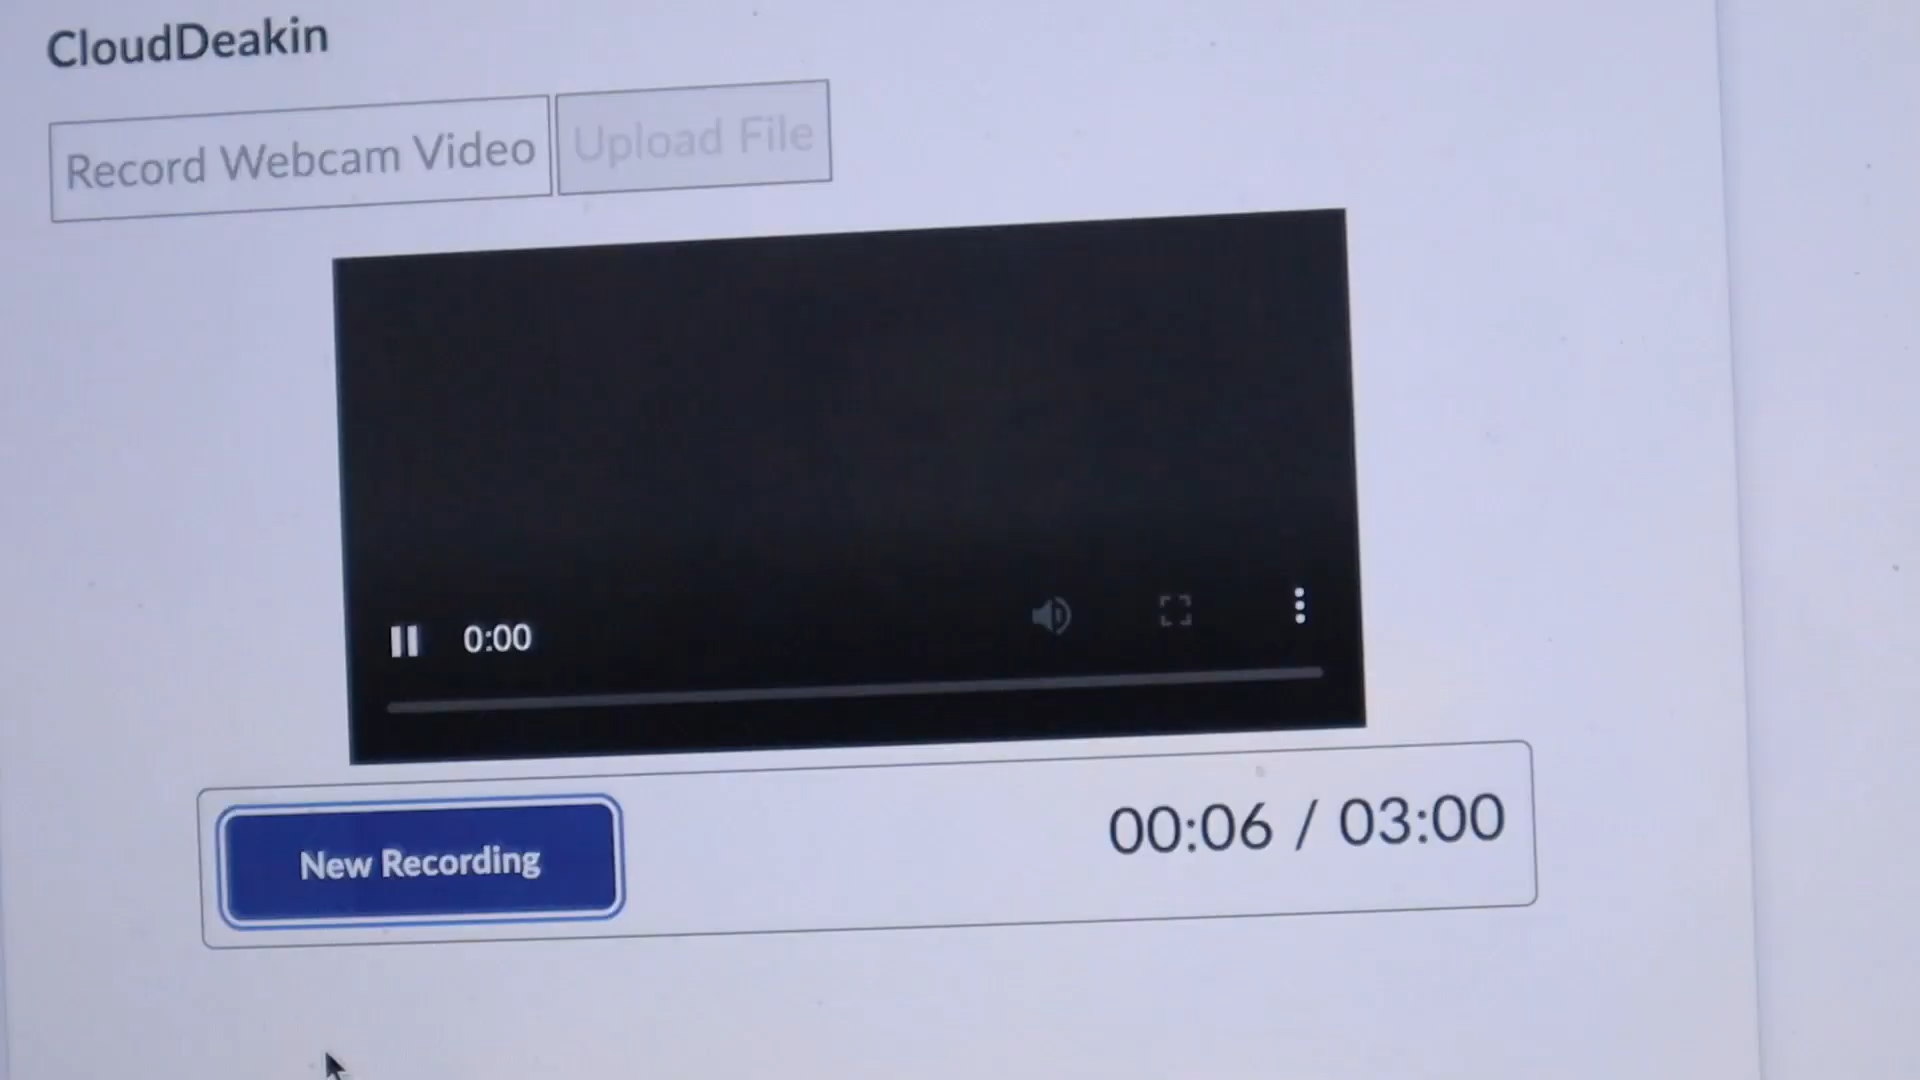 CloudDeakin
Record Webcam Video
Upload File
0:00
New Recording
00:06 / 03:00